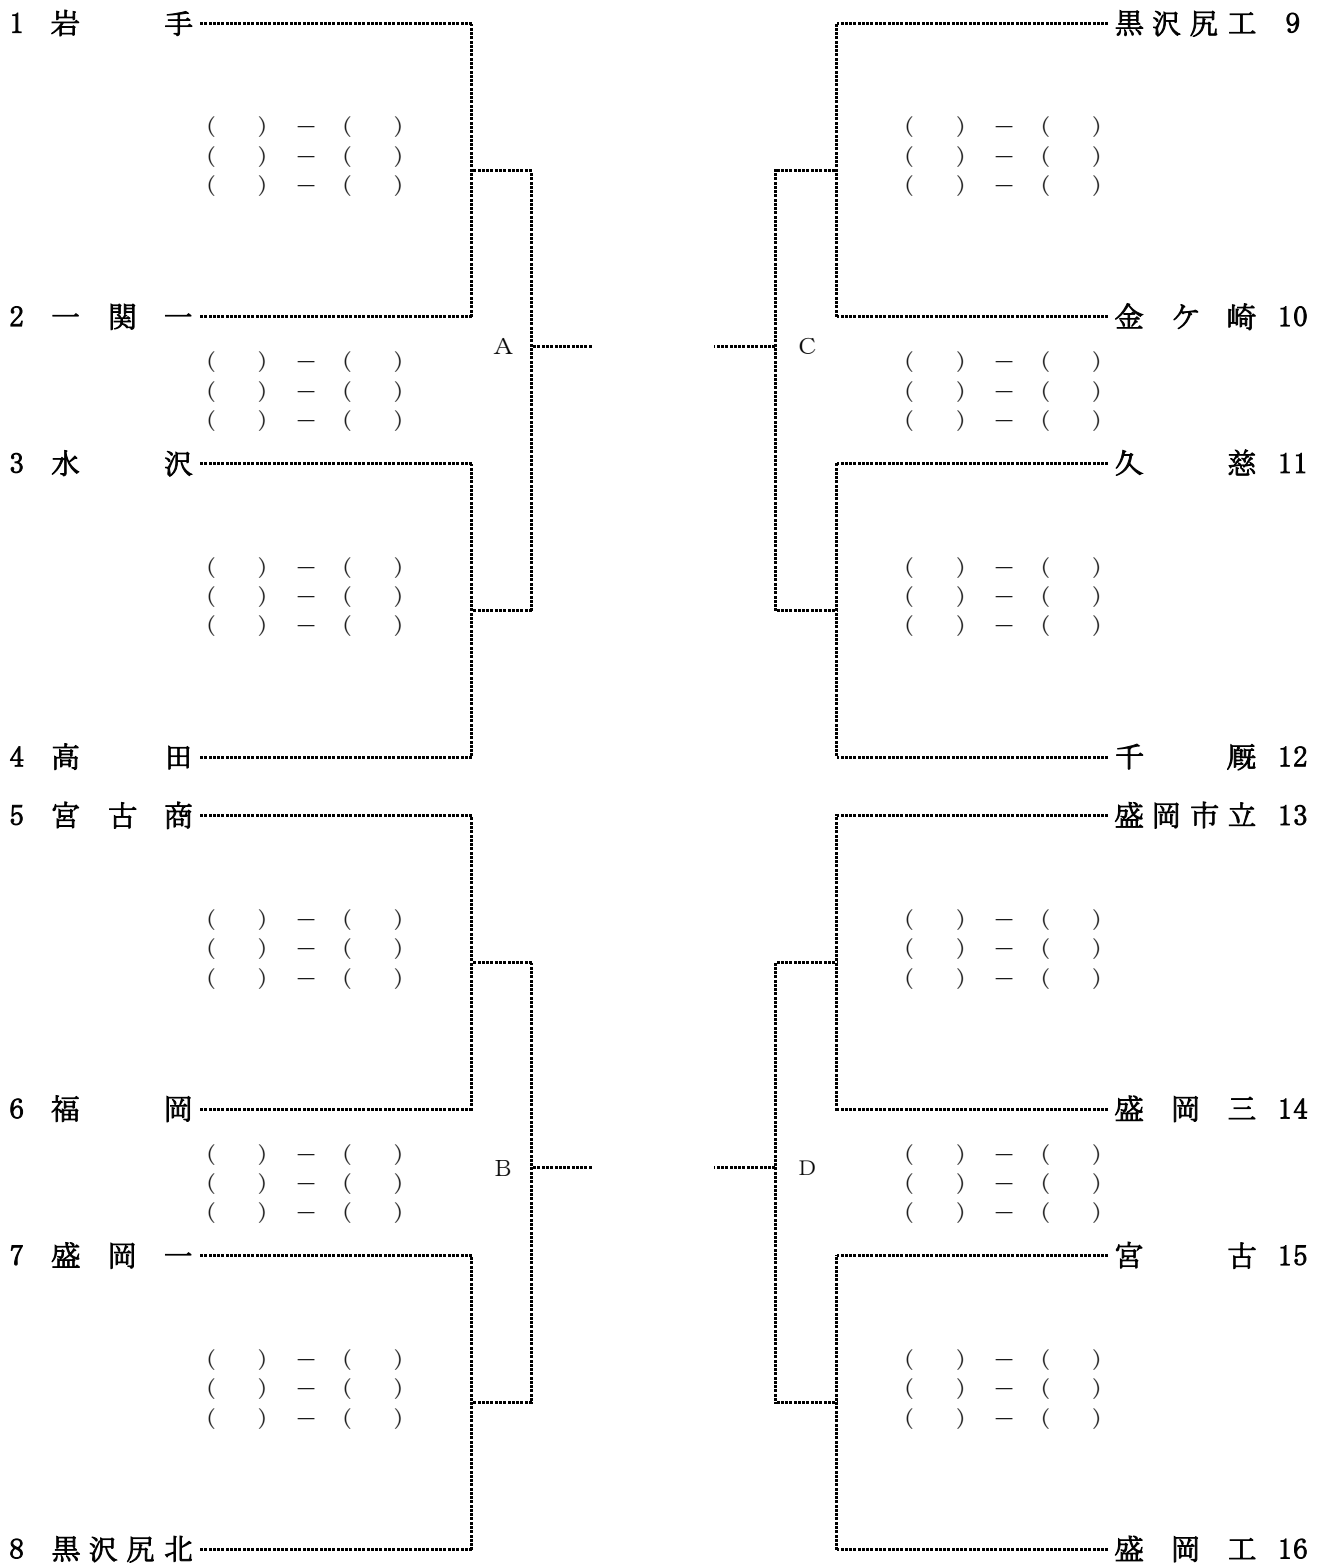 1 岩 手 黒沢尻工 9
( ) － ( ) ( ) － ( )
( ) － ( ) ( ) － ( )
( ) － ( ) ( ) － ( )
2 一 関 一 金 ケ 崎 10
A C
( ) － ( ) ( ) － ( )
( ) － ( ) ( ) － ( )
( ) － ( ) ( ) － ( )
3 水 沢 久 慈 11
( ) － ( ) ( ) － ( )
( ) － ( ) ( ) － ( )
( ) － ( ) ( ) － ( )
4 高 田 千 厩 12
5 宮 古 商 盛岡市立 13
( ) － ( ) ( ) － ( )
( ) － ( ) ( ) － ( )
( ) － ( ) ( ) － ( )
6 福 岡 盛 岡 三 14
( ) － ( ) ( ) － ( )
B D
( ) － ( ) ( ) － ( )
( ) － ( ) ( ) － ( )
7 盛 岡 一 宮 古 15
( ) － ( ) ( ) － ( )
( ) － ( ) ( ) － ( )
( ) － ( ) ( ) － ( )
8 黒沢尻北 盛 岡 工 16